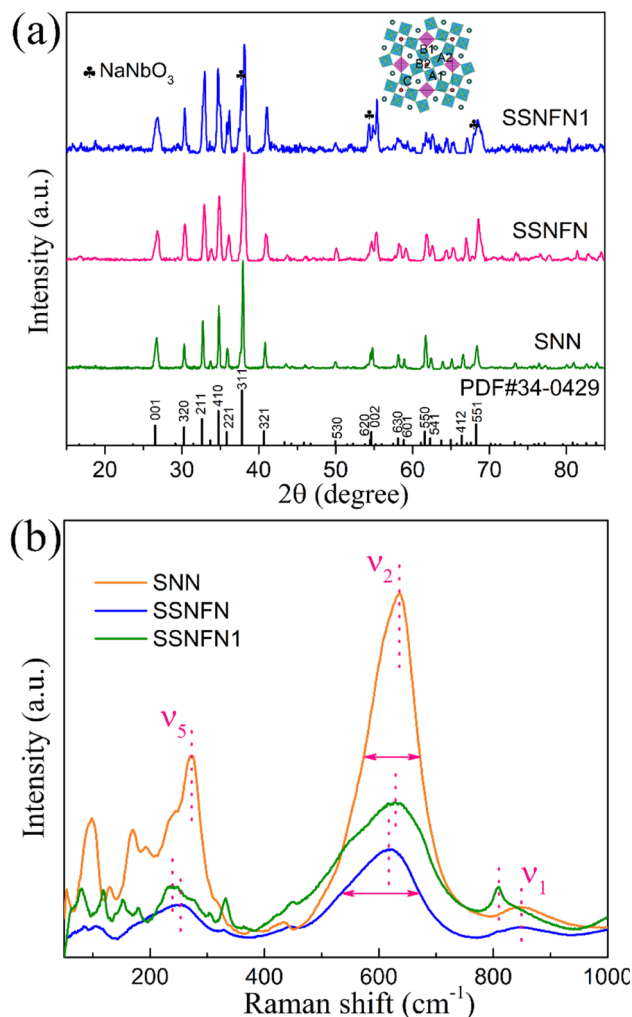 (a)
♣ NaNbO3
♣
B1
A2
B2
A1
C
♣
♣
SSNFN1
SSNFN
SNN
PDF#34-0429
001
320
211
410
221
311
321
530
620
002
630
601
550
541
412
551
Intensity (a.u.)
20 30 40 50 60 70 80
2θ (degree)
(b)
SNN
SSNFN
SSNFN1
ν5
ν2
ν1
Intensity (a.u.)
200 400 600 800 1000
Raman shift (cm-1)